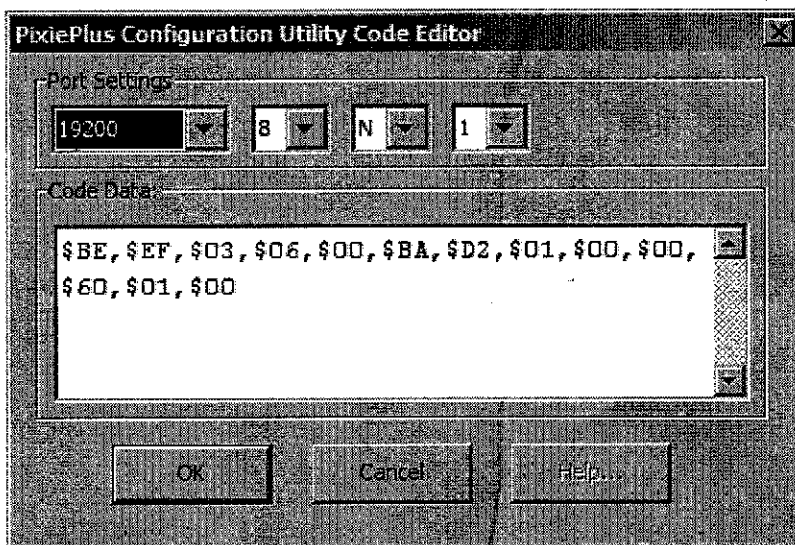 PixiePlus Configuration Utility Code Editor
Port Settings
19200 8 N 1
Code Data:
$BE,$EF,$03,$06,$00,$BA,$D2,$01,$00,$00,
$60,$01,$00
OK Cancel Help...